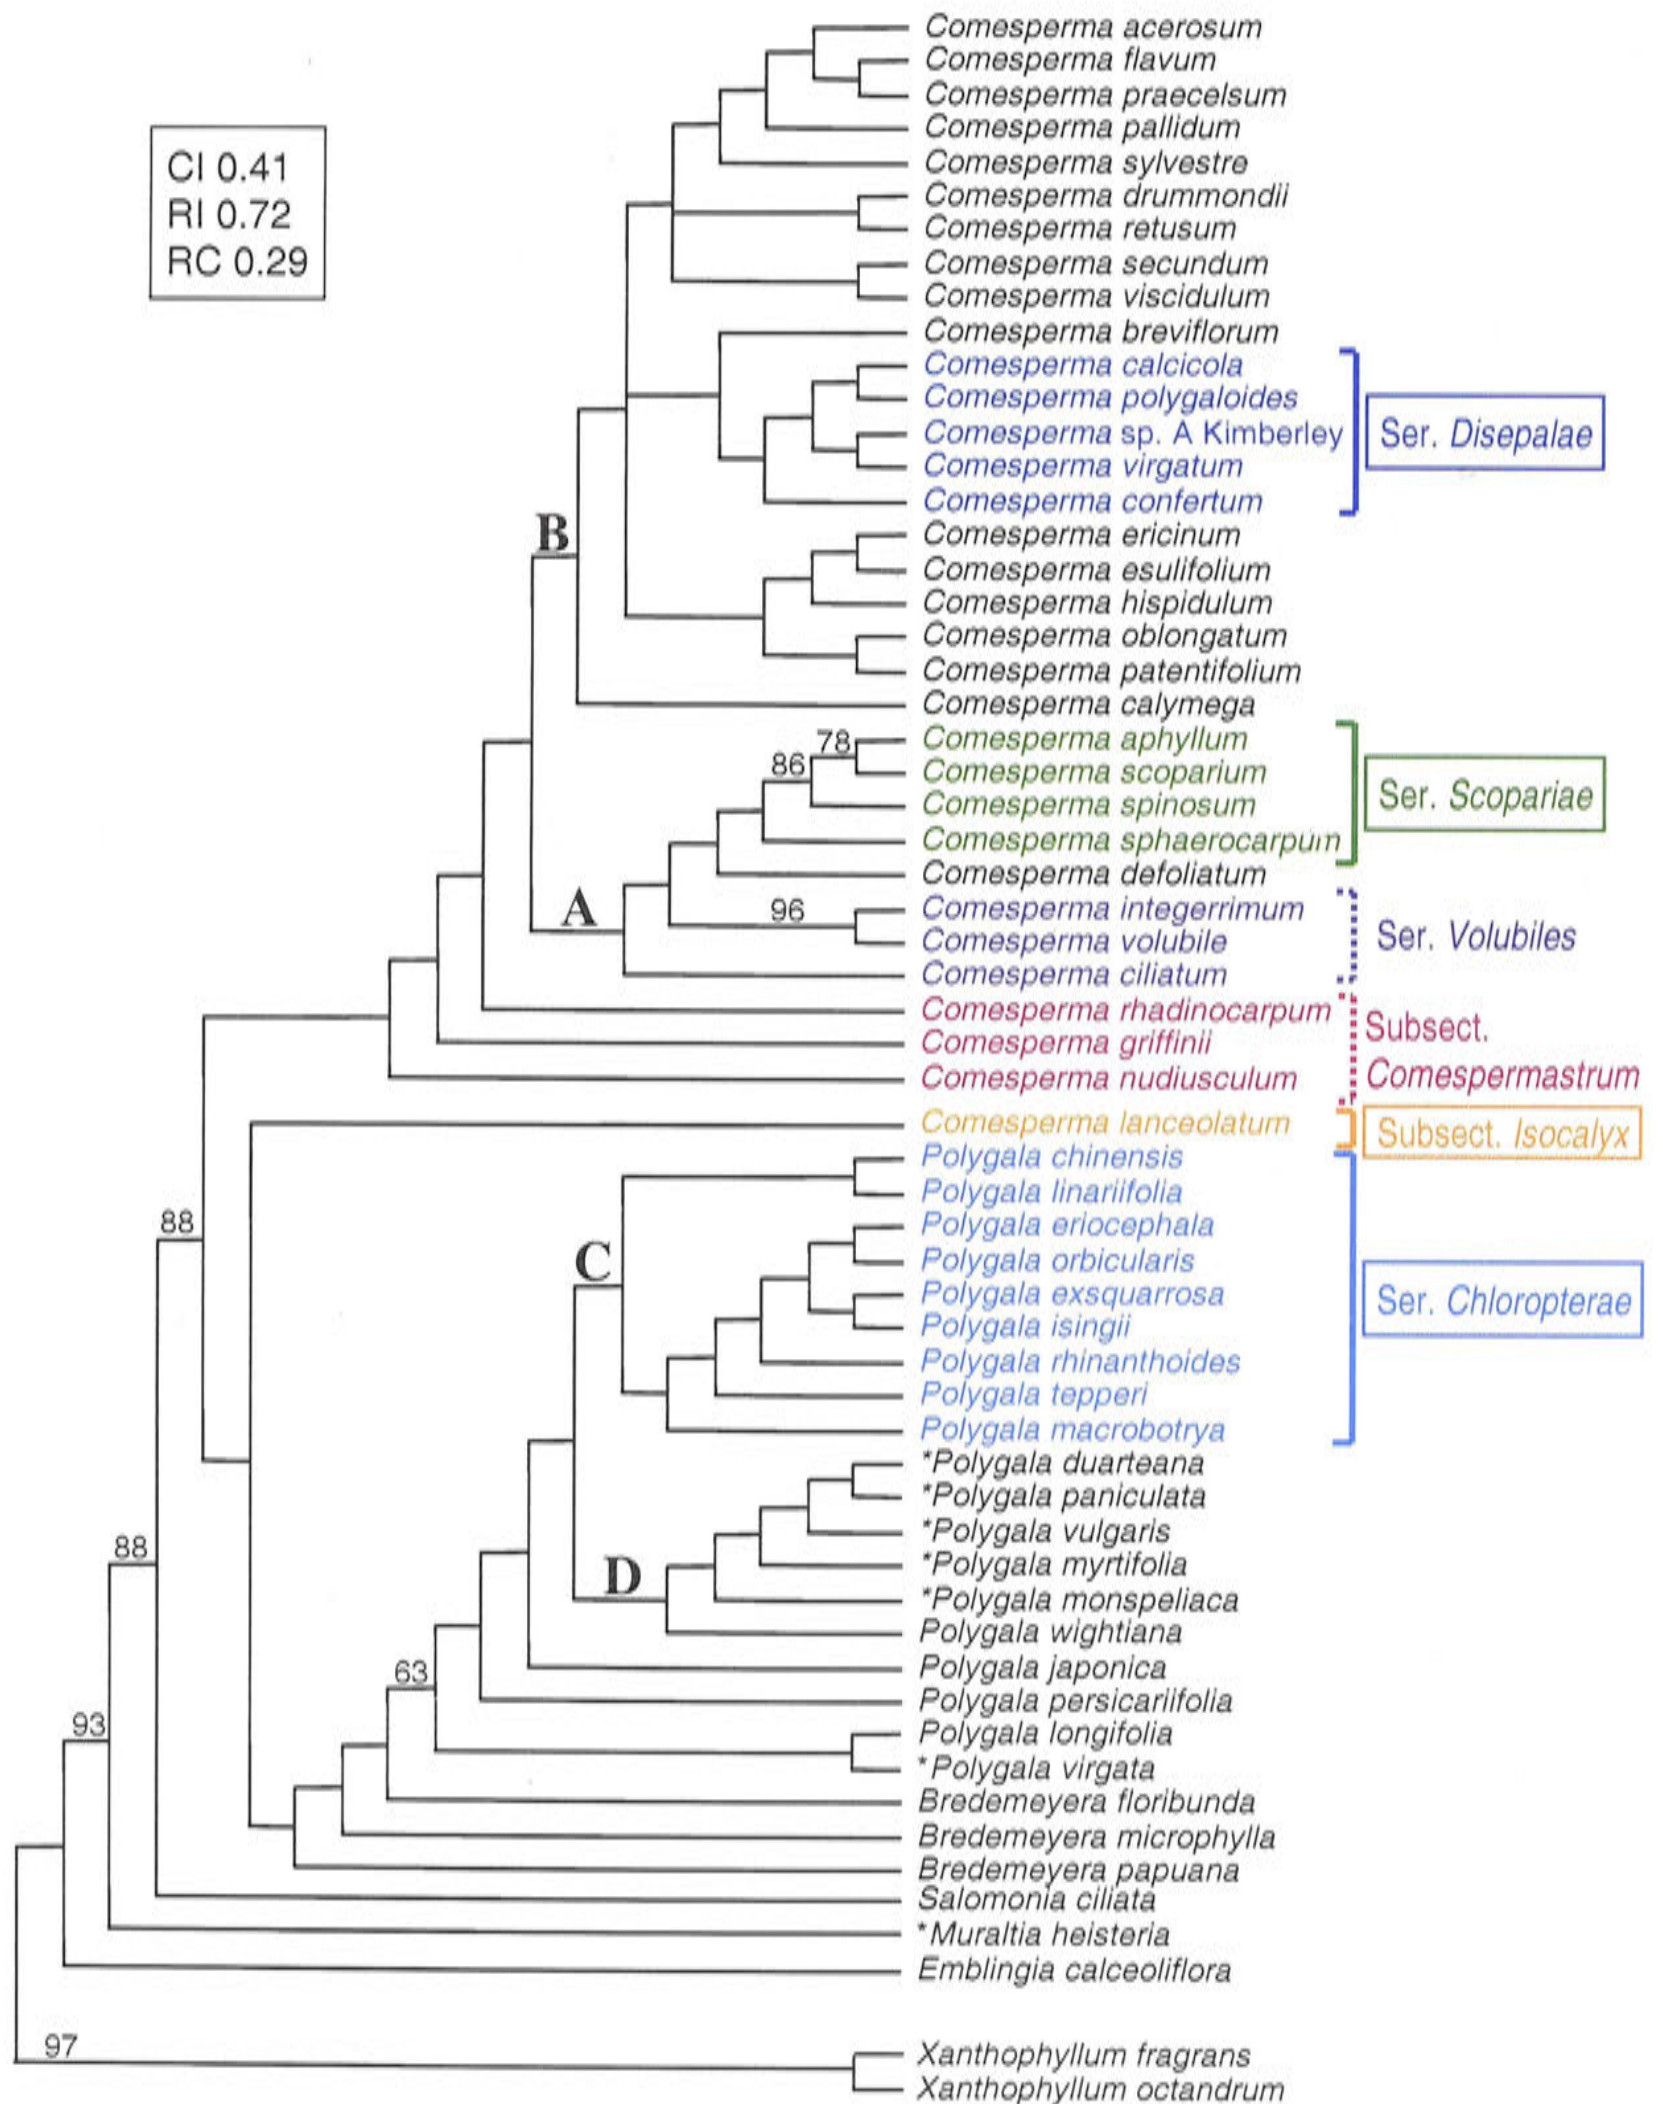 Comesperma acerosum
Comesperma flavum
Comesperma praecelsum
Comesperma pallidum
CI 0.41
RI 0.72
RC 0.29
Comesperma sylvestre
Comesperma drummondii
Comesperma retusum
Comesperma secundum
Comesperma viscidulum
Comesperma breviflorum
Comesperma calcicola
Comesperma polygaloides
Comesperma sp. A Kimberley
Ser. Disepalae
Comesperma virgatum
Comesperma confertum
B
Comesperma ericinum
Comesperma esulifolium
Comesperma hispidulum
Comesperma oblongatum
Comesperma patentifolium
Comesperma calymega
78
Comesperma aphyllum
86
Comesperma scoparium
Ser. Scopariae
Comesperma spinosum
Comesperma sphaerocarpum
Comesperma defoliatum
A
96
Comesperma integerrimum
Comesperma volubile
Ser. Volubiles
Comesperma ciliatum
Comesperma rhadinocarpum
Subsect.
Comespermastrum
Comesperma griffinii
Comesperma nudiusculum
Comesperma lanceolatum
Subsect. Isocalyx
Polygala chinensis
Polygala linariifolia
88
Polygala eriocephala
C
Polygala orbicularis
Polygala exsquarrosa
Ser. Chloropterae
Polygala isingii
Polygala rhinanthoides
Polygala tepperi
Polygala macrobotrya
*Polygala duarteana
*Polygala paniculata
*Polygala vulgaris
88
*Polygala myrtifolia
D
*Polygala monspeliaca
Polygala wightiana
Polygala japonica
63
Polygala persicariifolia
93
Polygala longifolia
*Polygala virgata
Bredemeyera floribunda
Bredemeyera microphylla
Bredemeyera papuana
Salomonia ciliata
*Muraltia heisteria
Emblingia calceoliflora
97
Xanthophyllum fragrans
Xanthophyllum octandrum